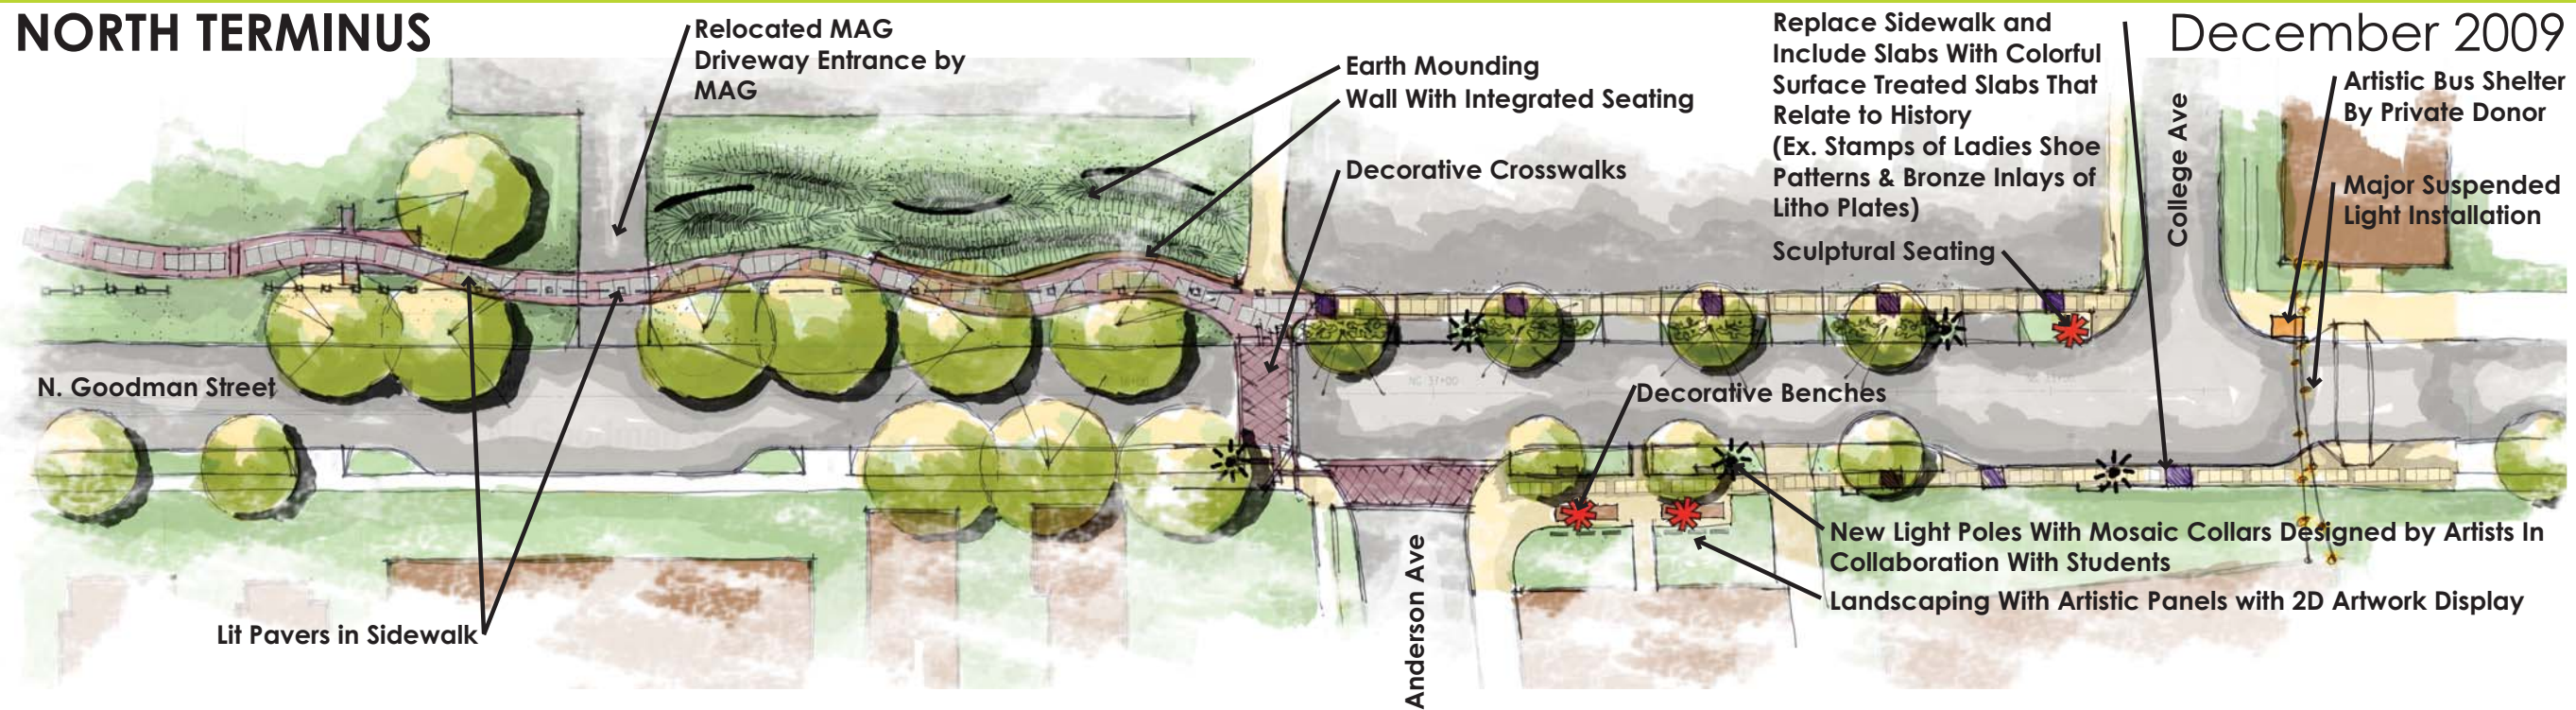 NORTH TERMINUS
December 2009
Relocated MAG
Driveway Entrance by
MAG
Earth Mounding
Wall With Integrated Seating
Decorative Crosswalks
Replace Sidewalk and
Include Slabs With Colorful
Surface Treated Slabs That
Relate to History
(Ex. Stamps of Ladies Shoe
Patterns & Bronze Inlays of
Litho Plates)
Sculptural Seating
College Ave
Artistic Bus Shelter
By Private Donor
Major Suspended
Light Installation
N. Goodman Street
Decorative Benches
New Light Poles With Mosaic Collars Designed by Artists In
Collaboration With Students
Landscaping With Artistic Panels with 2D Artwork Display
Lit Pavers in Sidewalk
Anderson Ave